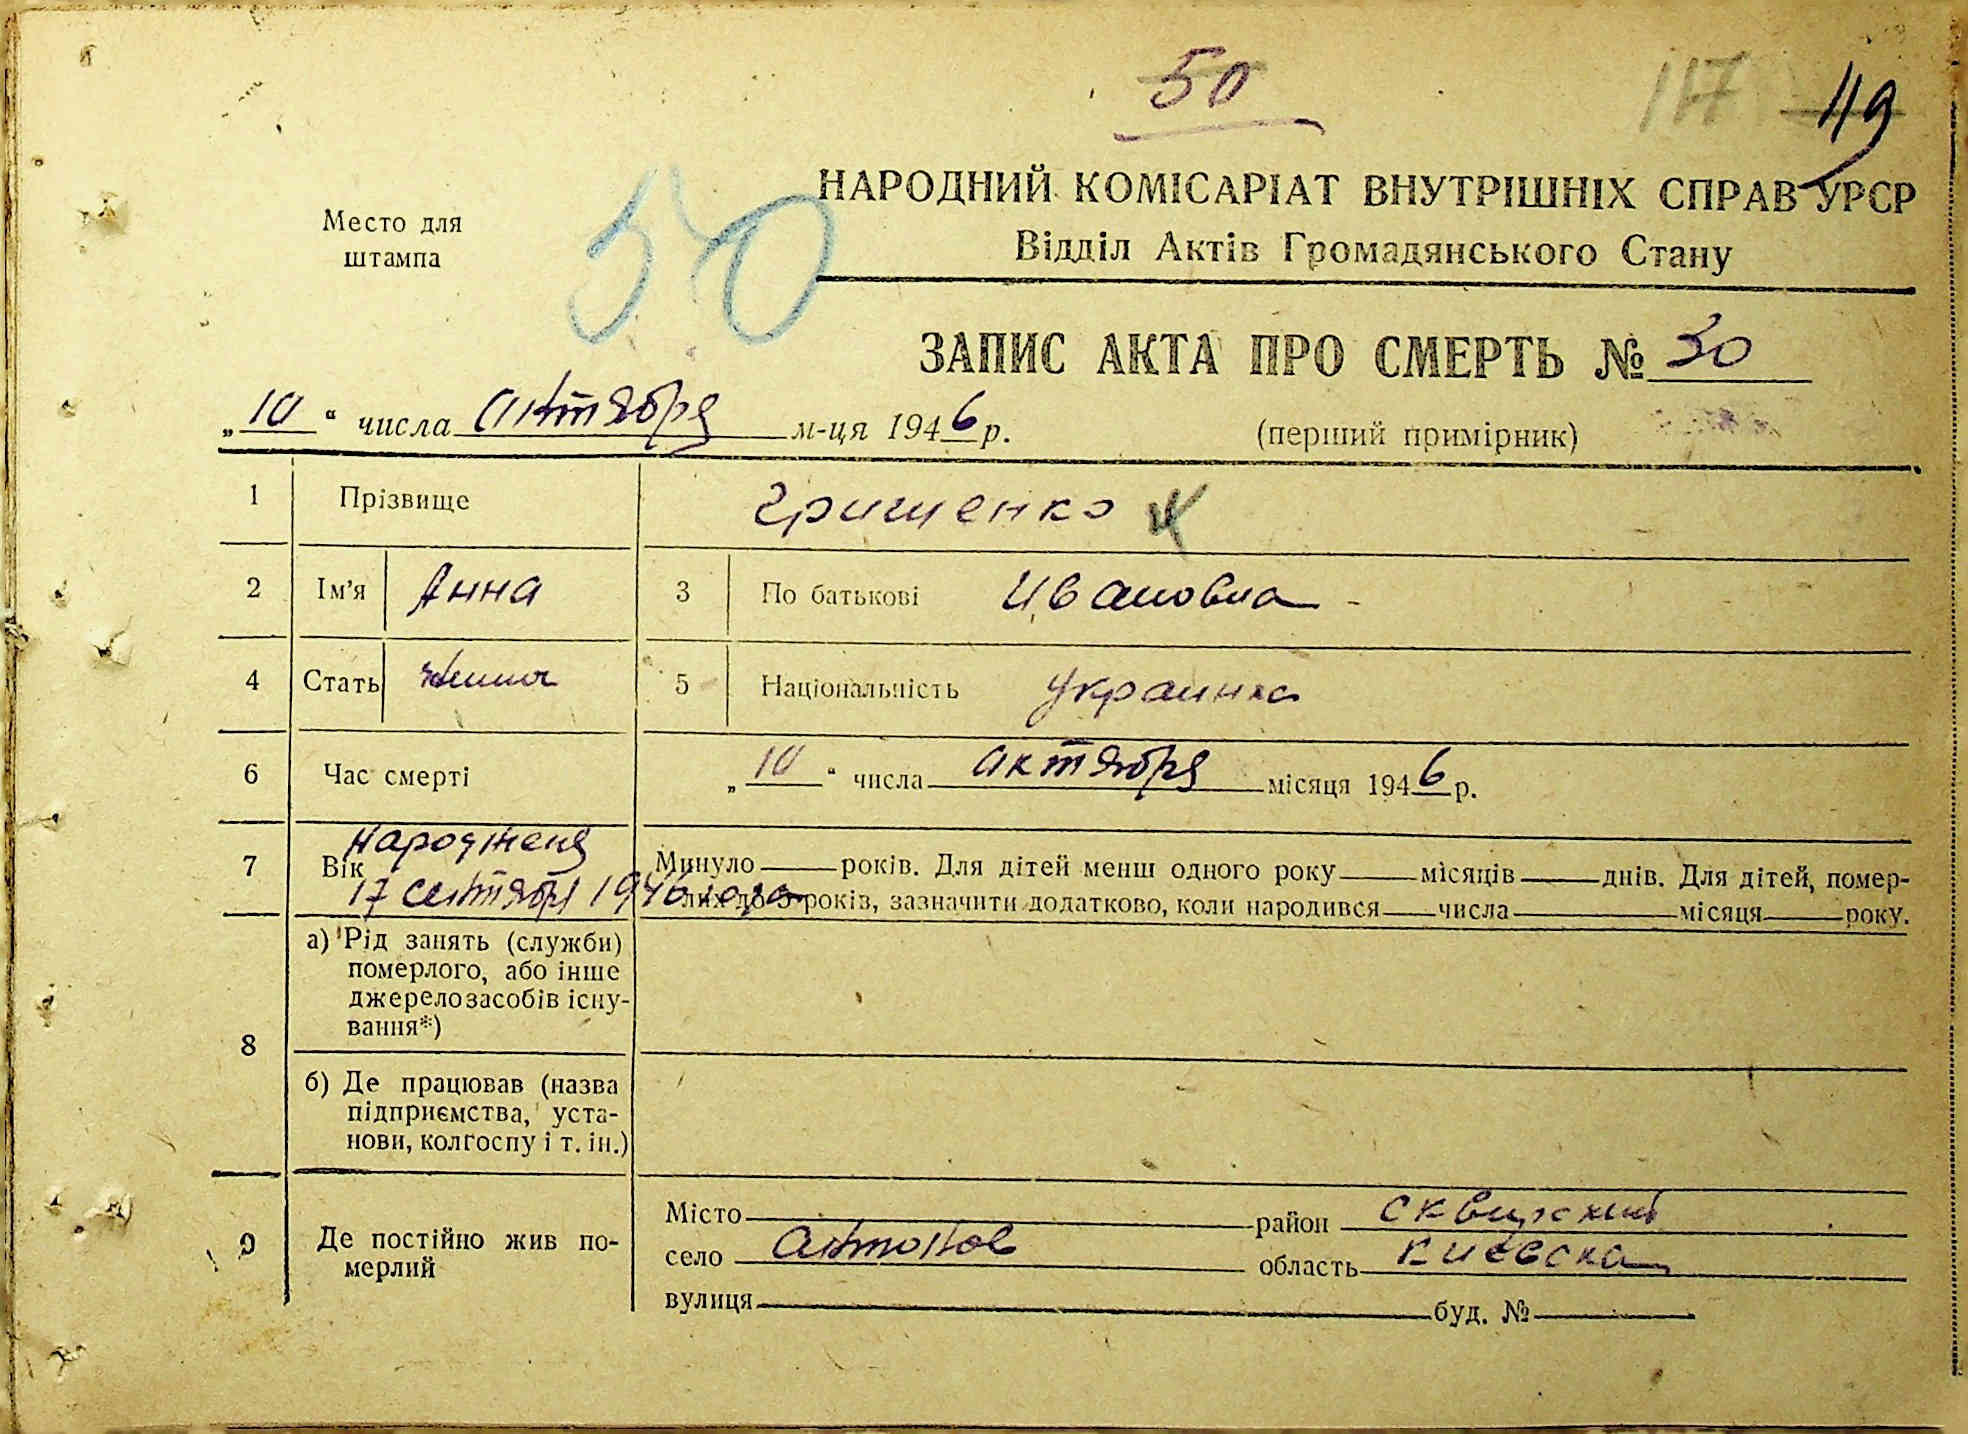 50
117 119
НАРОДНИЙ КОМІСАРІАТ ВНУТРІШНІХ СПРАВ УРСР
Место для
штампа
50
Відділ Актів Громадянського Стану
ЗАПИС АКТА ПРО СМЕРТЬ № 30
„10“ числа октября м-ця 1946 р.
(перший примірник)
1 Прізвище Грищенко Ж
2 Ім'я Анна 3 По батькові Ивановна
4 Стать 5 Національність Украинка
6 Час смерті „10“ числа актября місяця 1946 р.
7 Вік народженя
17 сентября 1946 года
Минуло років. Для дітей менш одного року місяців днів. Для дітей, помер-
лих до 5 років, зазначити додатково, коли народився числа місяця року.
8 а) Рід занять (служби)
померлого, або інше
джерело засобів існу-
вання*)
б) Де працював (назва
підприємства, уста-
нови, колгоспу і т. ін.)
9 Де постійно жив по-
мерлий
Місто район сквирский
село Антонов область киевска
вулиця буд. №